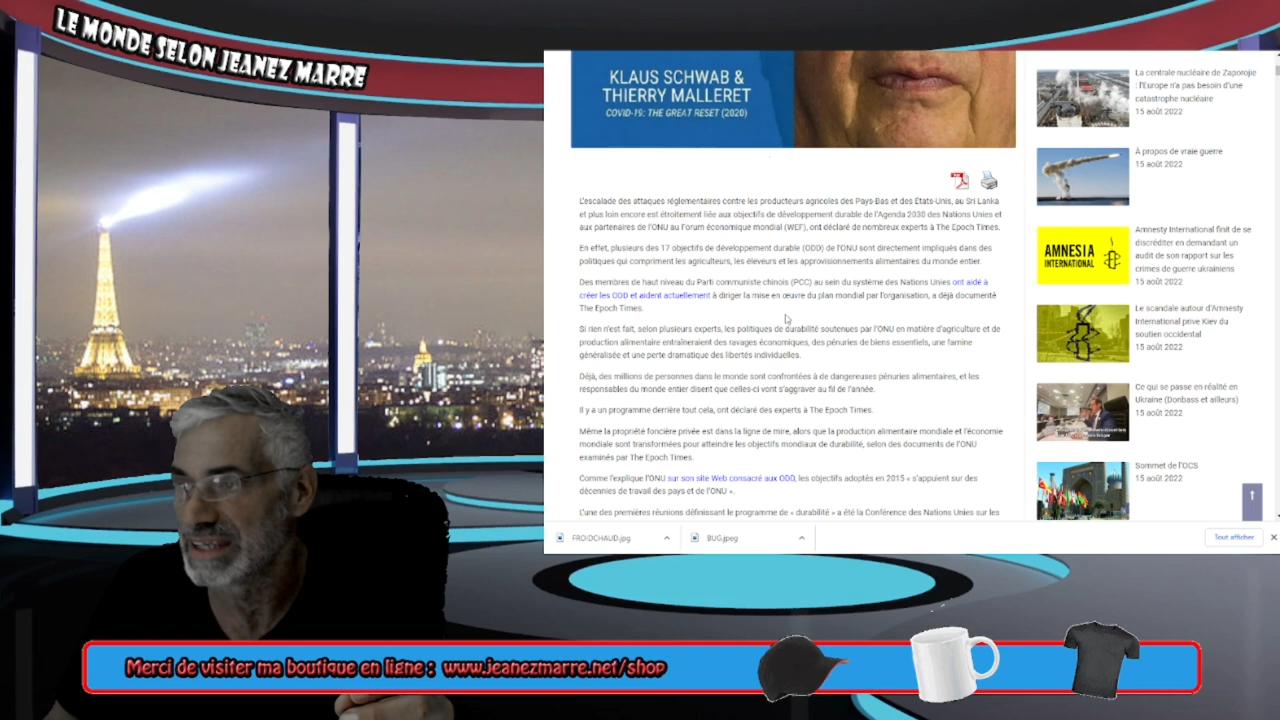 LE MONDE SELON JEANEZ MARRE
KLAUS SCHWAB &
THIERRY MALLERET
COVID-19: THE GREAT RESET (2020)
L'escalade des attaques réglementaires contre les producteurs agricoles des Pays-Bas et des États-Unis, au Sri Lanka
et plus loin encore est étroitement liée aux objectifs de développement durable de l'Agenda 2030 des Nations Unies et
aux partenaires de l'ONU au Forum économique mondial (WEF), ont déclaré de nombreux experts à The Epoch Times.
En effet, plusieurs des 17 objectifs de développement durable (ODD) de l'ONU sont directement impliqués dans des
politiques qui compriment les agriculteurs, les éleveurs et les approvisionnements alimentaires du monde entier.
Des membres de haut niveau du Parti communiste chinois (PCC) au sein du système des Nations Unies ont aidé à
créer les ODD et aident actuellement à diriger la mise en œuvre du plan mondial par l'organisation, a déjà documenté
The Epoch Times.
Si rien n'est fait, selon plusieurs experts, les politiques de durabilité soutenues par l'ONU en matière d'agriculture et de
production alimentaire entraîneraient des ravages économiques, des pénuries de biens essentiels, une famine
généralisée et une perte dramatique des libertés individuelles.
Déjà, des millions de personnes dans le monde sont confrontées à de dangereuses pénuries alimentaires, et les
responsables du monde entier disent que celles-ci vont s'aggraver au fil de l'année.
Il y a un programme derrière tout cela, ont déclaré des experts à The Epoch Times.
Même la propriété foncière privée est dans la ligne de mire, alors que la production alimentaire mondiale et l'économie
mondiale sont transformées pour atteindre les objectifs mondiaux de durabilité, selon des documents de l'ONU
examinés par The Epoch Times.
Comme l'explique l'ONU sur son site Web consacré aux ODD, les objectifs adoptés en 2015 « s'appuient sur des
décennies de travail des pays et de l'ONU ».
L'une des premières réunions définissant le programme de « durabilité » a été la Conférence des Nations Unies sur les
La centrale nucléaire de Zaporojie
: l'Europe n'a pas besoin d'une
catastrophe nucléaire
15 août 2022
À propos de vraie guerre
15 août 2022
AMNESIA
INTERNATIONAL
Amnesty International finit de se
discréditer en demandant un
audit de son rapport sur les
crimes de guerre ukrainiens
15 août 2022
Le scandale autour d'Amnesty
International prive Kiev du
soutien occidental
15 août 2022
Ce qui se passe en réalité en
Ukraine (Donbass et ailleurs)
15 août 2022
Sommet de l'OCS
15 août 2022
FROIDCHAUD.jpg
BUG.jpeg
Tout afficher
Merci de visiter ma boutique en ligne : www.jeanezmarre.net/shop